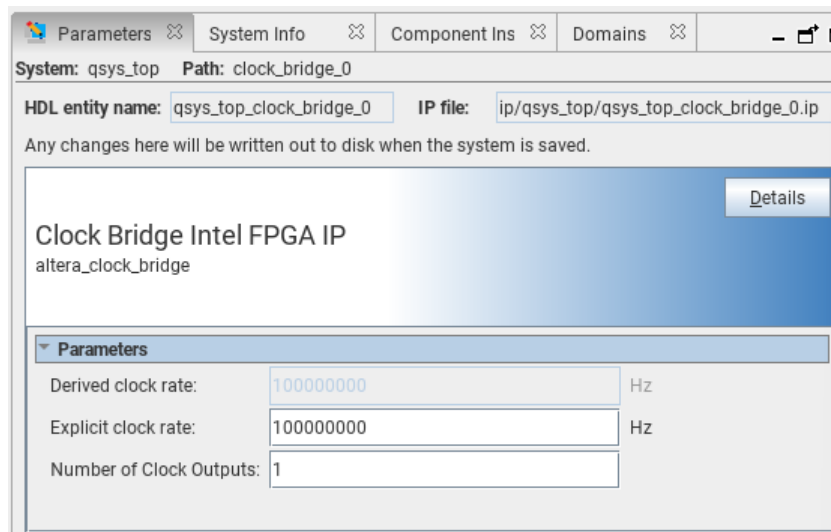 Parameters System Info Component Ins Domains
System: qsys_top Path: clock_bridge_0
HDL entity name: qsys_top_clock_bridge_0 IP file: ip/qsys_top/qsys_top_clock_bridge_0.ip
Any changes here will be written out to disk when the system is saved.
Details
Clock Bridge Intel FPGA IP
altera_clock_bridge
Parameters
Derived clock rate: 100000000 Hz
Explicit clock rate: 100000000 Hz
Number of Clock Outputs: 1